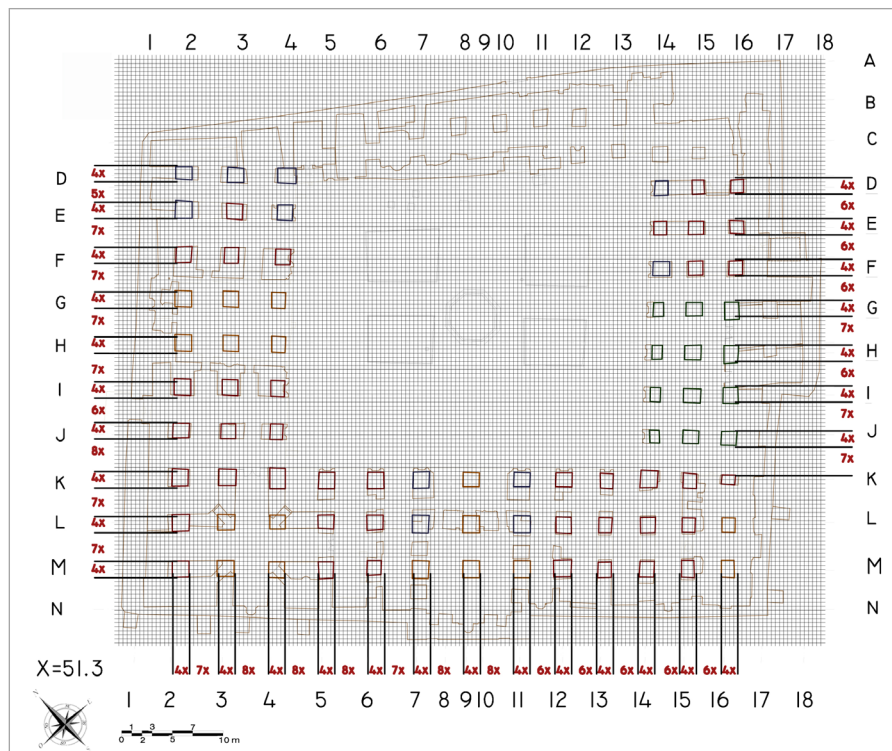 1 2 3 4 5 6 7 8 9 10 11 12 13 14 15 16 17 18
A
B
C
D 4x 4x D
5x 6x
E 4x 4x E
7x 6x
F 4x 4x F
7x 6x
G 4x 4x G
7x 7x
H 4x 4x H
7x 6x
I 4x 4x I
6x 7x
J 4x 4x J
8x 7x
K 4x K
7x
L 4x L
7x
M 4x M
N N
X=51.3 4x 7x 4x 8x 4x 8x 4x 8x 4x 7x 4x 8x 4x 8x 4x 6x 4x 6x 4x 6x 4x 6x 4x 6x 4x
1 2 3 4 5 6 7 8 9 10 11 12 13 14 15 16 17 18
1 3 7
0 2 5 10 m